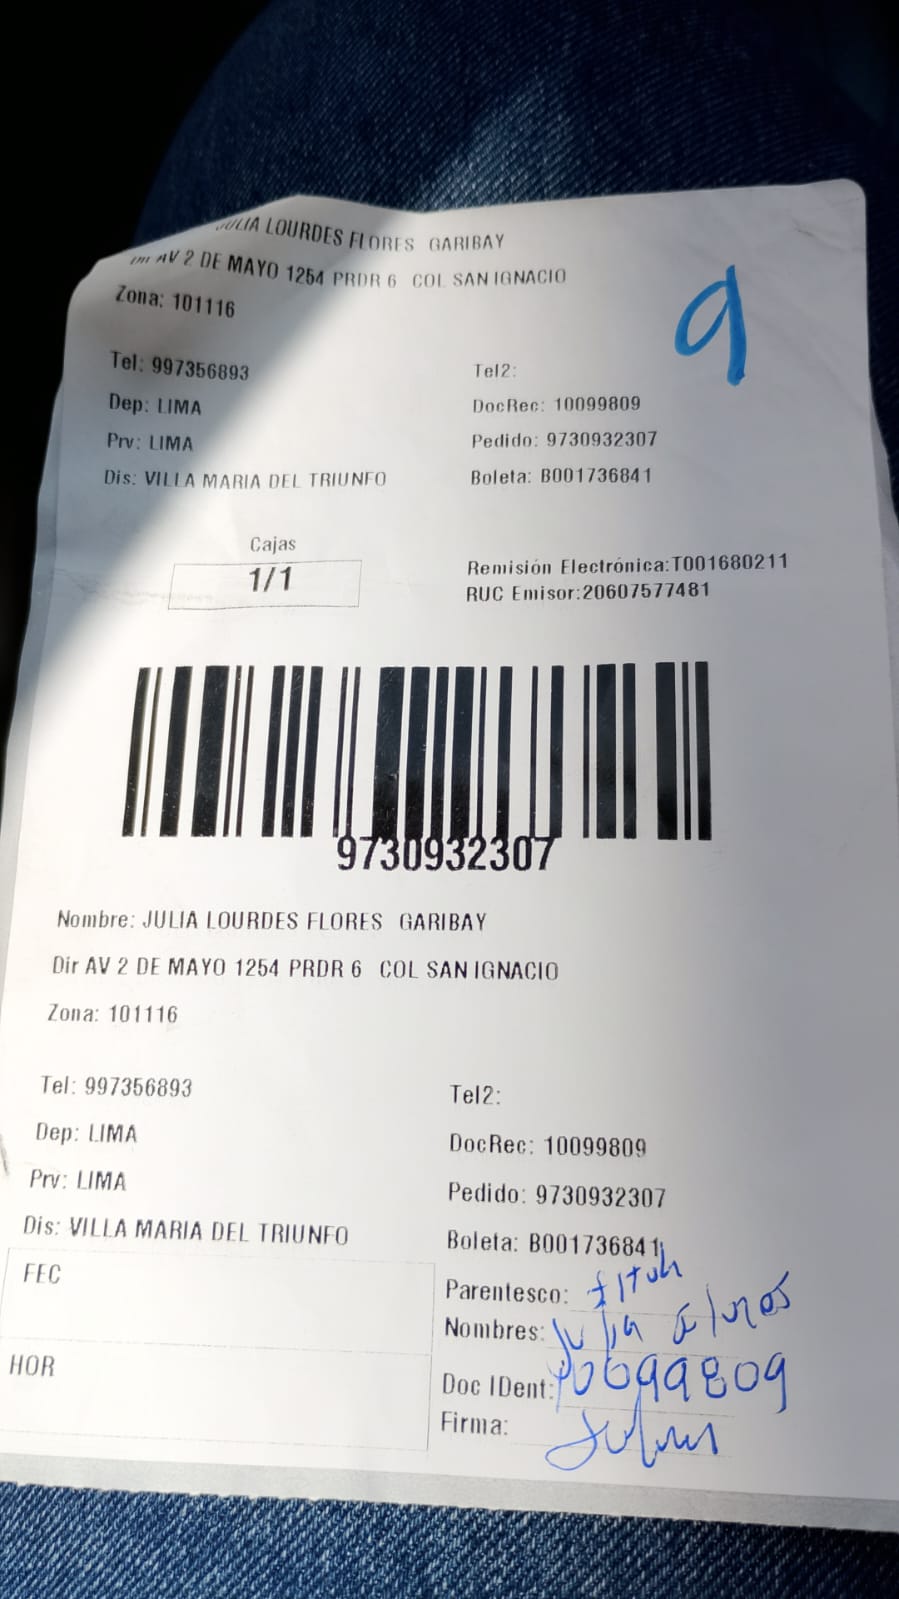 JULIA LOURDES FLORES GARIBAY
Dir AV 2 DE MAYO 1254 PRDR 6 COL SAN IGNACIO
Zona: 101116
9
Tel: 997356893 Tel2:
Dep: LIMA DocRec: 10099809
Prv: LIMA Pedido: 9730932307
Dis: VILLA MARIA DEL TRIUNFO Boleta: B001736841
Cajas
1/1
Remisión Electrónica:T001680211
RUC Emisor:20607577481
9730932307
Nombre: JULIA LOURDES FLORES GARIBAY
Dir AV 2 DE MAYO 1254 PRDR 6 COL SAN IGNACIO
Zona: 101116
Tel: 997356893 Tel2:
Dep: LIMA DocRec: 10099809
Prv: LIMA Pedido: 9730932307
Dis: VILLA MARIA DEL TRIUNFO Boleta: B001736841
FEC
Parentesco:
Nombres: Julia Flores
HOR
Doc IDent:
Firma: